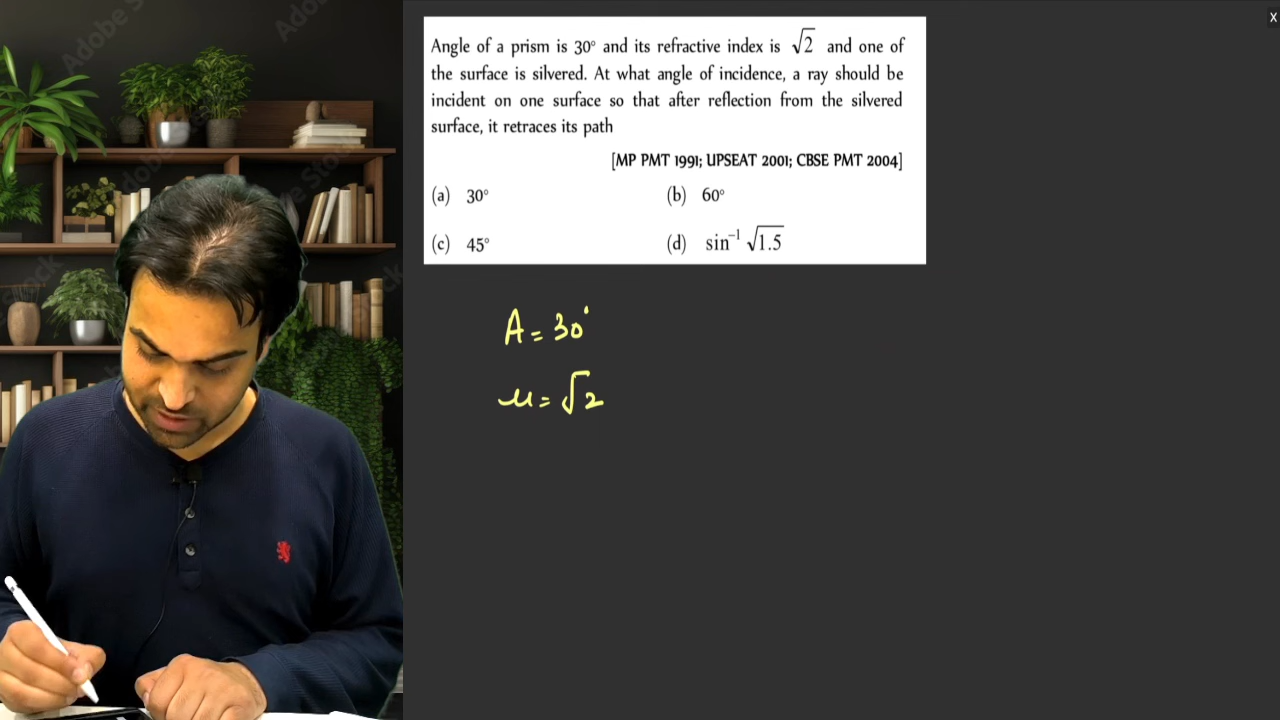 Angle of a prism is 30° and its refractive index is √2 and one of
the surface is silvered. At what angle of incidence, a ray should be
incident on one surface so that after reflection from the silvered
surface, it retraces its path
[MP PMT 1991; UPSEAT 2001; CBSE PMT 2004]
(a) 30° (b) 60°
(c) 45° (d) sin⁻¹ √1.5
A = 30°
μ = √2
X
Adobe Stock